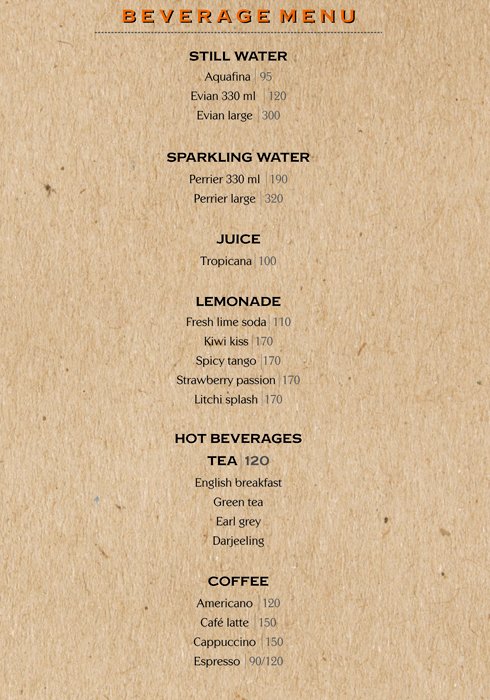 BEVERAGE MENU
STILL WATER
Aquafina | 95
Evian 330 ml | 120
Evian large | 300
SPARKLING WATER
Perrier 330 ml | 190
Perrier large | 320
JUICE
Tropicana | 100
LEMONADE
Fresh lime soda | 110
Kiwi kiss | 170
Spicy tango | 170
Strawberry passion | 170
Litchi splash | 170
HOT BEVERAGES
TEA | 120
English breakfast
Green tea
Earl grey
Darjeeling
COFFEE
Americano | 120
Café latte | 150
Cappuccino | 150
Espresso | 90/120